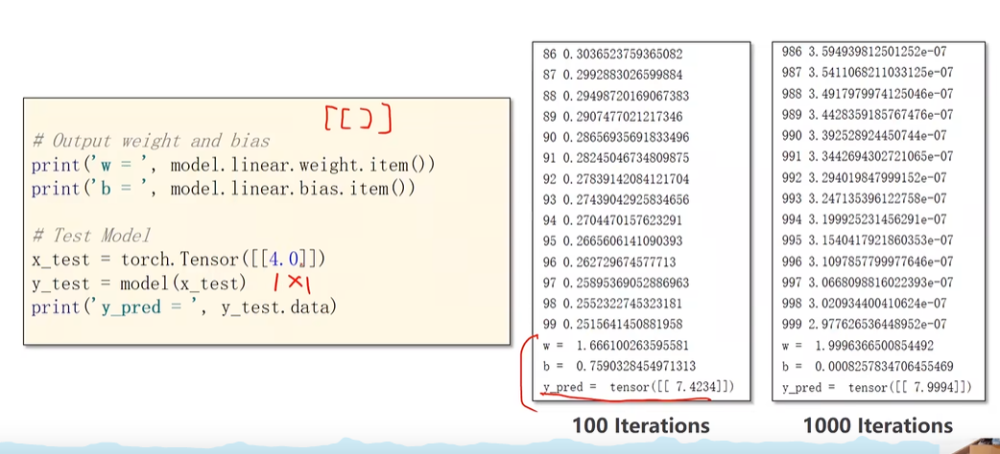 [[]]
# Output weight and bias
print('w = ', model.linear.weight.item())
print('b = ', model.linear.bias.item())
# Test Model
x_test = torch.Tensor([[4.0]])
y_test = model(x_test) 1×1
print('y_pred = ', y_test.data)
86 0.3036523759365082
87 0.2992883026599884
88 0.29498720169067383
89 0.2907477021217346
90 0.28656935691833496
91 0.28245046734809875
92 0.27839142084121704
93 0.27439042925834656
94 0.2704470157623291
95 0.2665606141090393
96 0.262729674577713
97 0.25895369052886963
98 0.2552322745323181
99 0.2515641450881958
w = 1.666100263595581
b = 0.7590328454971313
y_pred = tensor([[ 7.4234]])
100 Iterations
986 3.594939812501252e-07
987 3.5411068211033125e-07
988 3.4917979974125046e-07
989 3.4428359185767476e-07
990 3.392528924450744e-07
991 3.3442694302721065e-07
992 3.294019847999152e-07
993 3.247135396122758e-07
994 3.199925231456291e-07
995 3.1540417921860353e-07
996 3.1097857799977646e-07
997 3.0668098816022393e-07
998 3.020934400410624e-07
999 2.977626536448952e-07
w = 1.9996366500854492
b = 0.0008257834706455469
y_pred = tensor([[ 7.9994]])
1000 Iterations